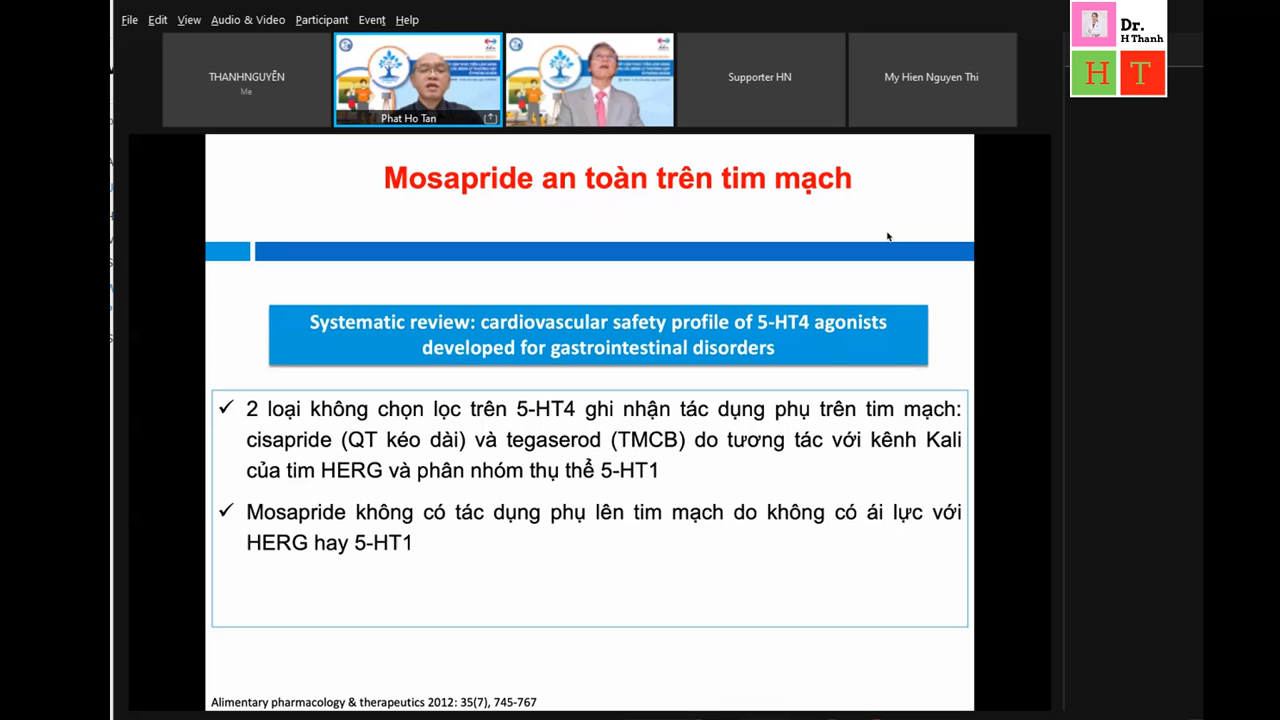 File Edit View Audio & Video Participant Event Help
Dr.
H Thanh
H T
THANHNGUYỄN
Me
Phat Ho Tan
Supporter HN
My Hien Nguyen Thi
Mosapride an toàn trên tim mạch
Systematic review: cardiovascular safety profile of 5-HT4 agonists
developed for gastrointestinal disorders
✓ 2 loại không chọn lọc trên 5-HT4 ghi nhận tác dụng phụ trên tim mạch:
cisapride (QT kéo dài) và tegaserod (TMCB) do tương tác với kênh Kali
của tim HERG và phân nhóm thụ thể 5-HT1
✓ Mosapride không có tác dụng phụ lên tim mạch do không có ái lực với
HERG hay 5-HT1
Alimentary pharmacology & therapeutics 2012: 35(7), 745-767